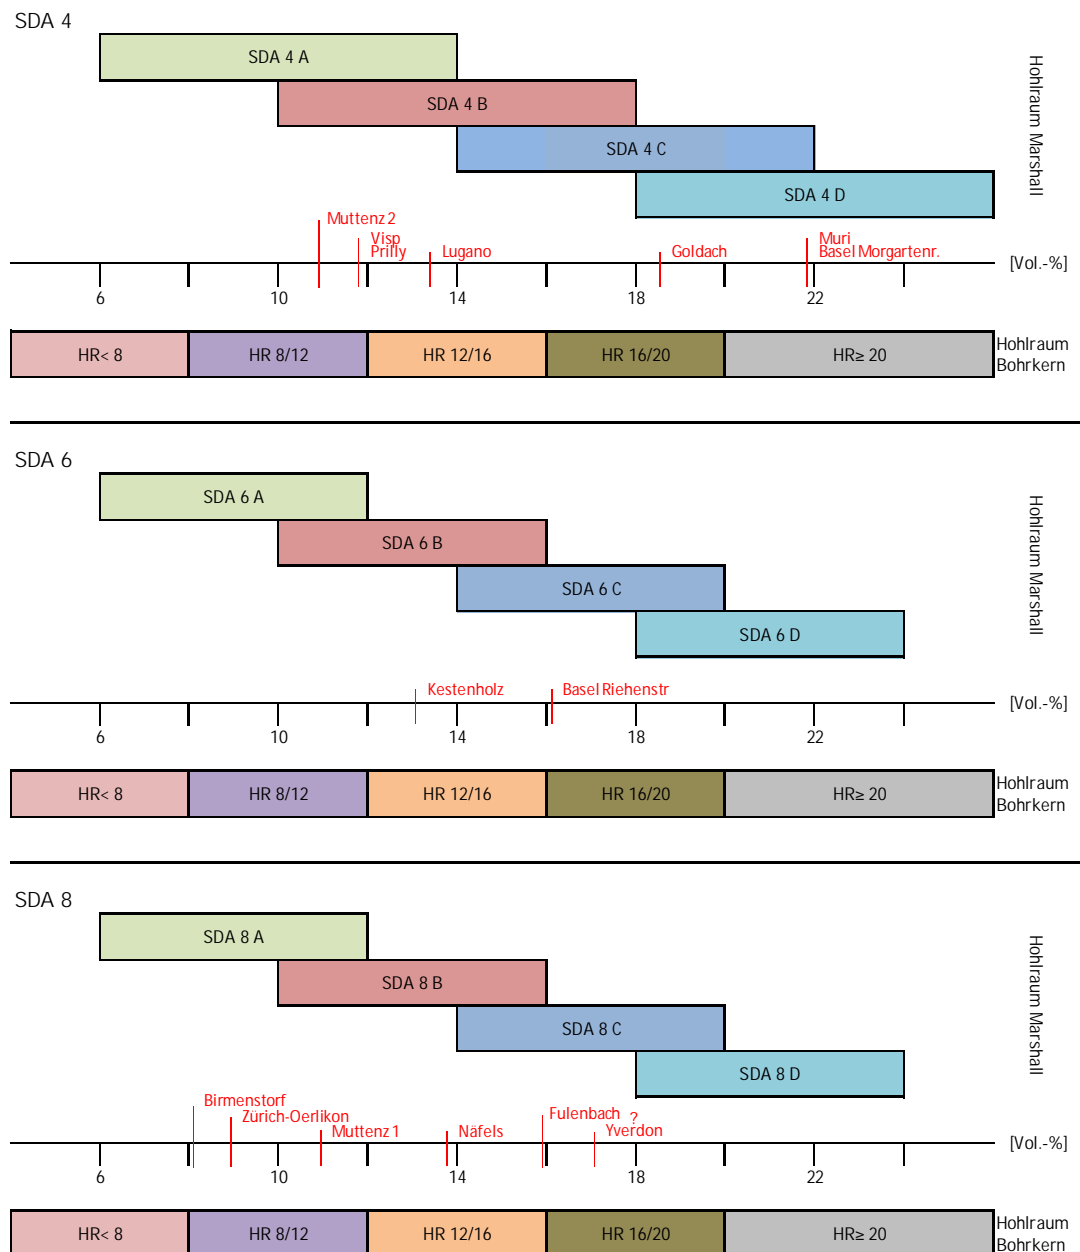 SDA 4
SDA 4 A
SDA 4 B
SDA 4 C
SDA 4 D
Hohlraum Marshall
Muttenz 2
Visp
Prilly
Lugano
Goldach
Muri
Basel Morgartenr.
[Vol.-%]
6 10 14 18 22
HR< 8 HR 8/12 HR 12/16 HR 16/20 HR≥ 20
Hohlraum
Bohrkern
SDA 6
SDA 6 A
SDA 6 B
SDA 6 C
SDA 6 D
Hohlraum Marshall
Kestenholz
Basel Riehenstr
[Vol.-%]
6 10 14 18 22
HR< 8 HR 8/12 HR 12/16 HR 16/20 HR≥ 20
Hohlraum
Bohrkern
SDA 8
SDA 8 A
SDA 8 B
SDA 8 C
SDA 8 D
Hohlraum Marshall
Birmenstorf
Zürich-Oerlikon
Muttenz 1
Näfels
Fulenbach ?
Yverdon
[Vol.-%]
6 10 14 18 22
HR< 8 HR 8/12 HR 12/16 HR 16/20 HR≥ 20
Hohlraum
Bohrkern